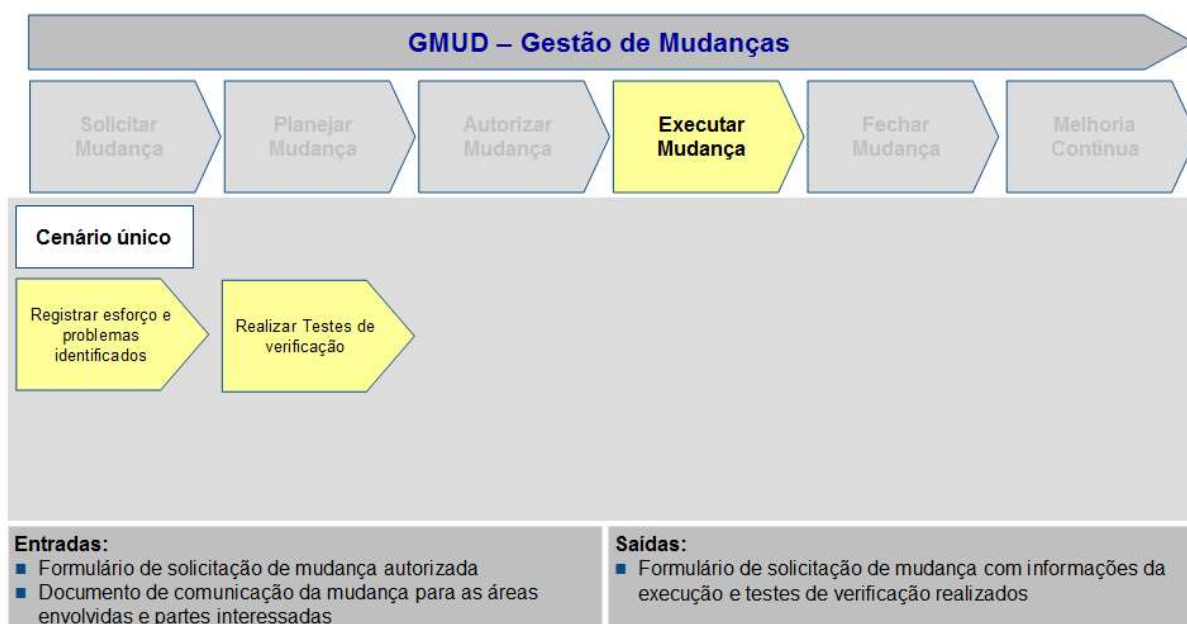 GMUD – Gestão de Mudanças
Solicitar
Mudança
Planejar
Mudança
Autorizar
Mudança
Executar
Mudança
Fechar
Mudança
Melhoria
Continua
Cenário único
Registrar esforço e
problemas
identificados
Realizar Testes de
verificação
Entradas:
Formulário de solicitação de mudança autorizada
Documento de comunicação da mudança para as áreas
envolvidas e partes interessadas
Saídas:
Formulário de solicitação de mudança com informações da
execução e testes de verificação realizados